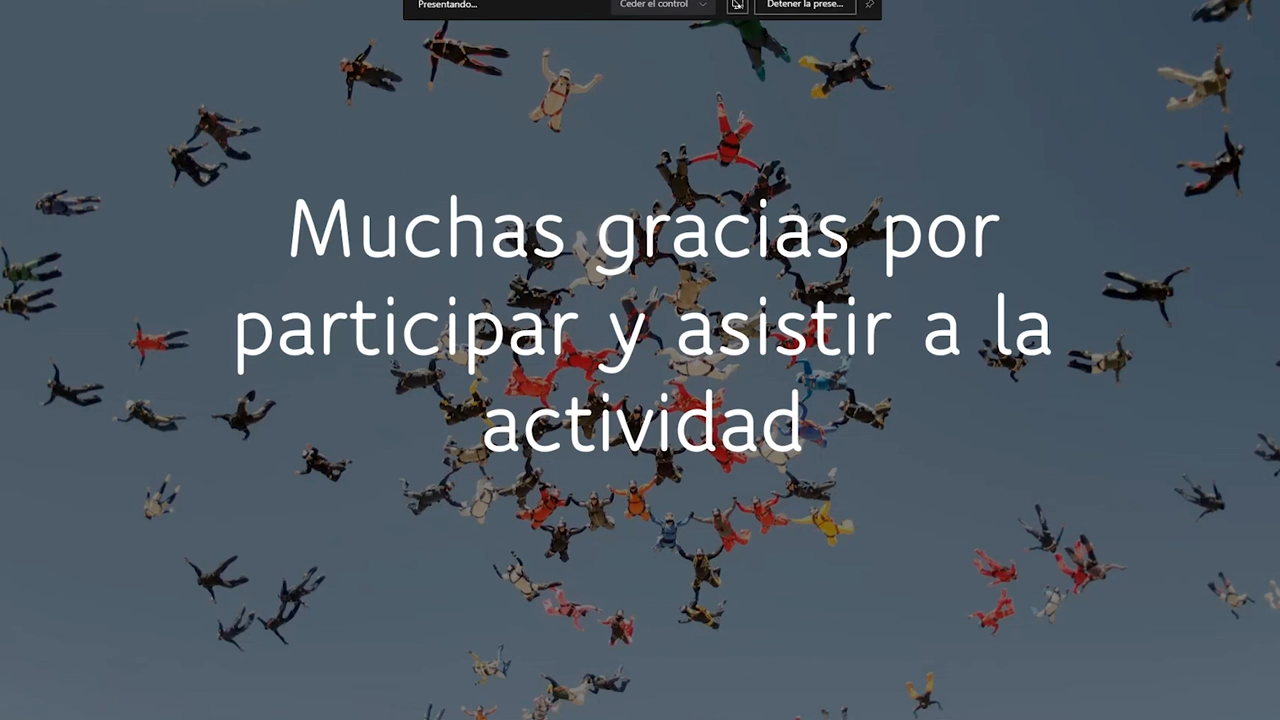 Presentando... Ceder el control Detener la prese...
Muchas gracias por
participar y asistir a la
actividad